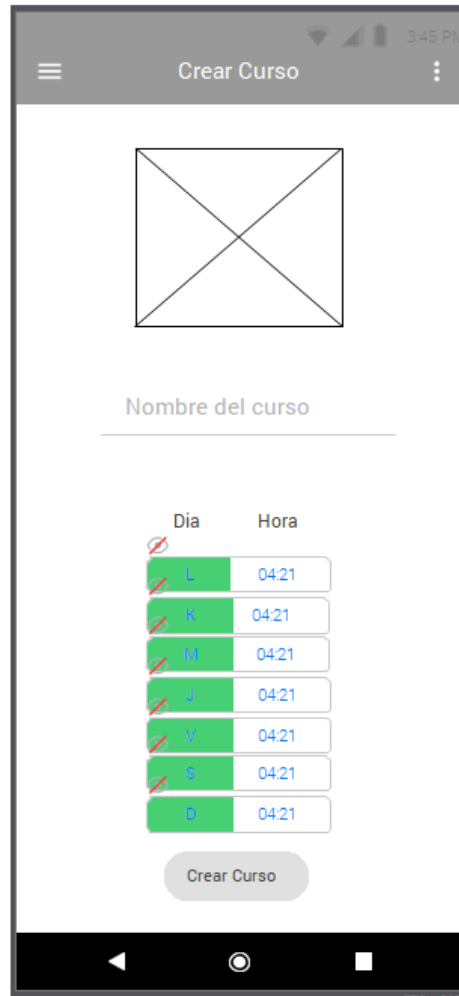 3:45 PM
Crear Curso
Nombre del curso
Dia Hora
L 04:21
K 04:21
M 04:21
J 04:21
V 04:21
S 04:21
D 04:21
Crear Curso